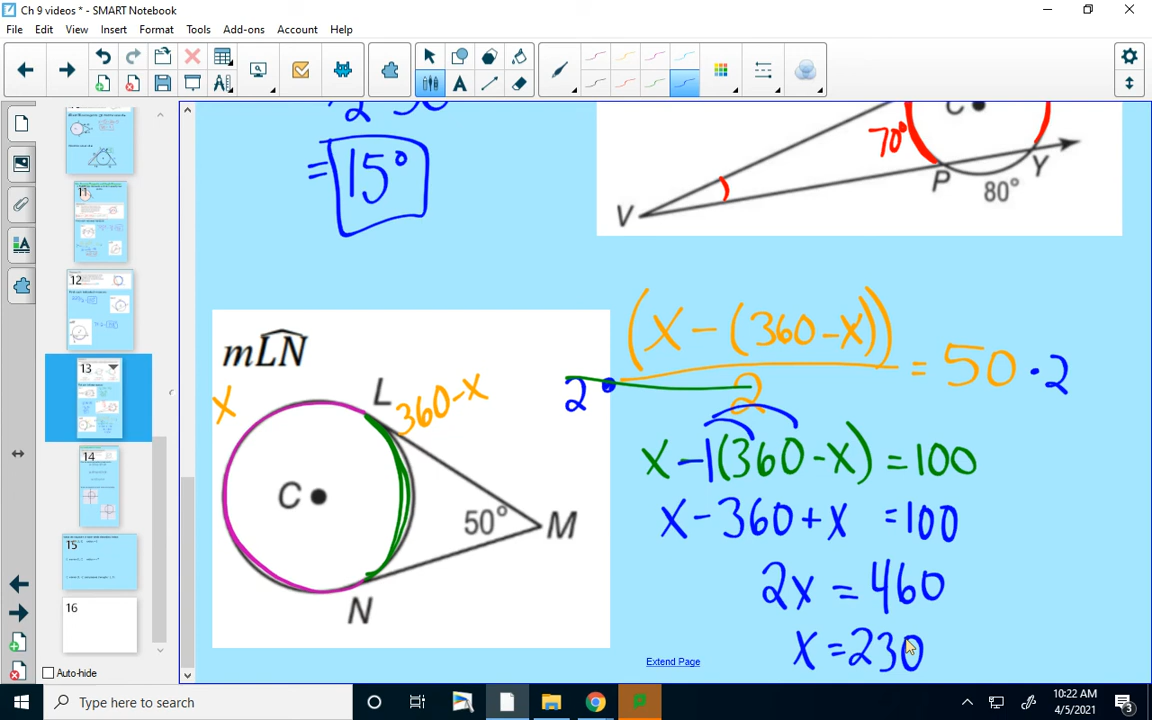 Ch 9 videos * - SMART Notebook
File Edit View Insert Format Tools Add-ons Account Help
= 15°
70°
C
P
Y
80°
V
mLN
x
L
360-x
C
50°
M
N
(x - (360-x))
2 = 50 · 2
2 ·
x - 1(360 - x) = 100
x - 360 + x = 100
2x = 460
x = 230
Extend Page
11
12
13
14
15
16
Auto-hide
Type here to search
10:22 AM
4/5/2021
3